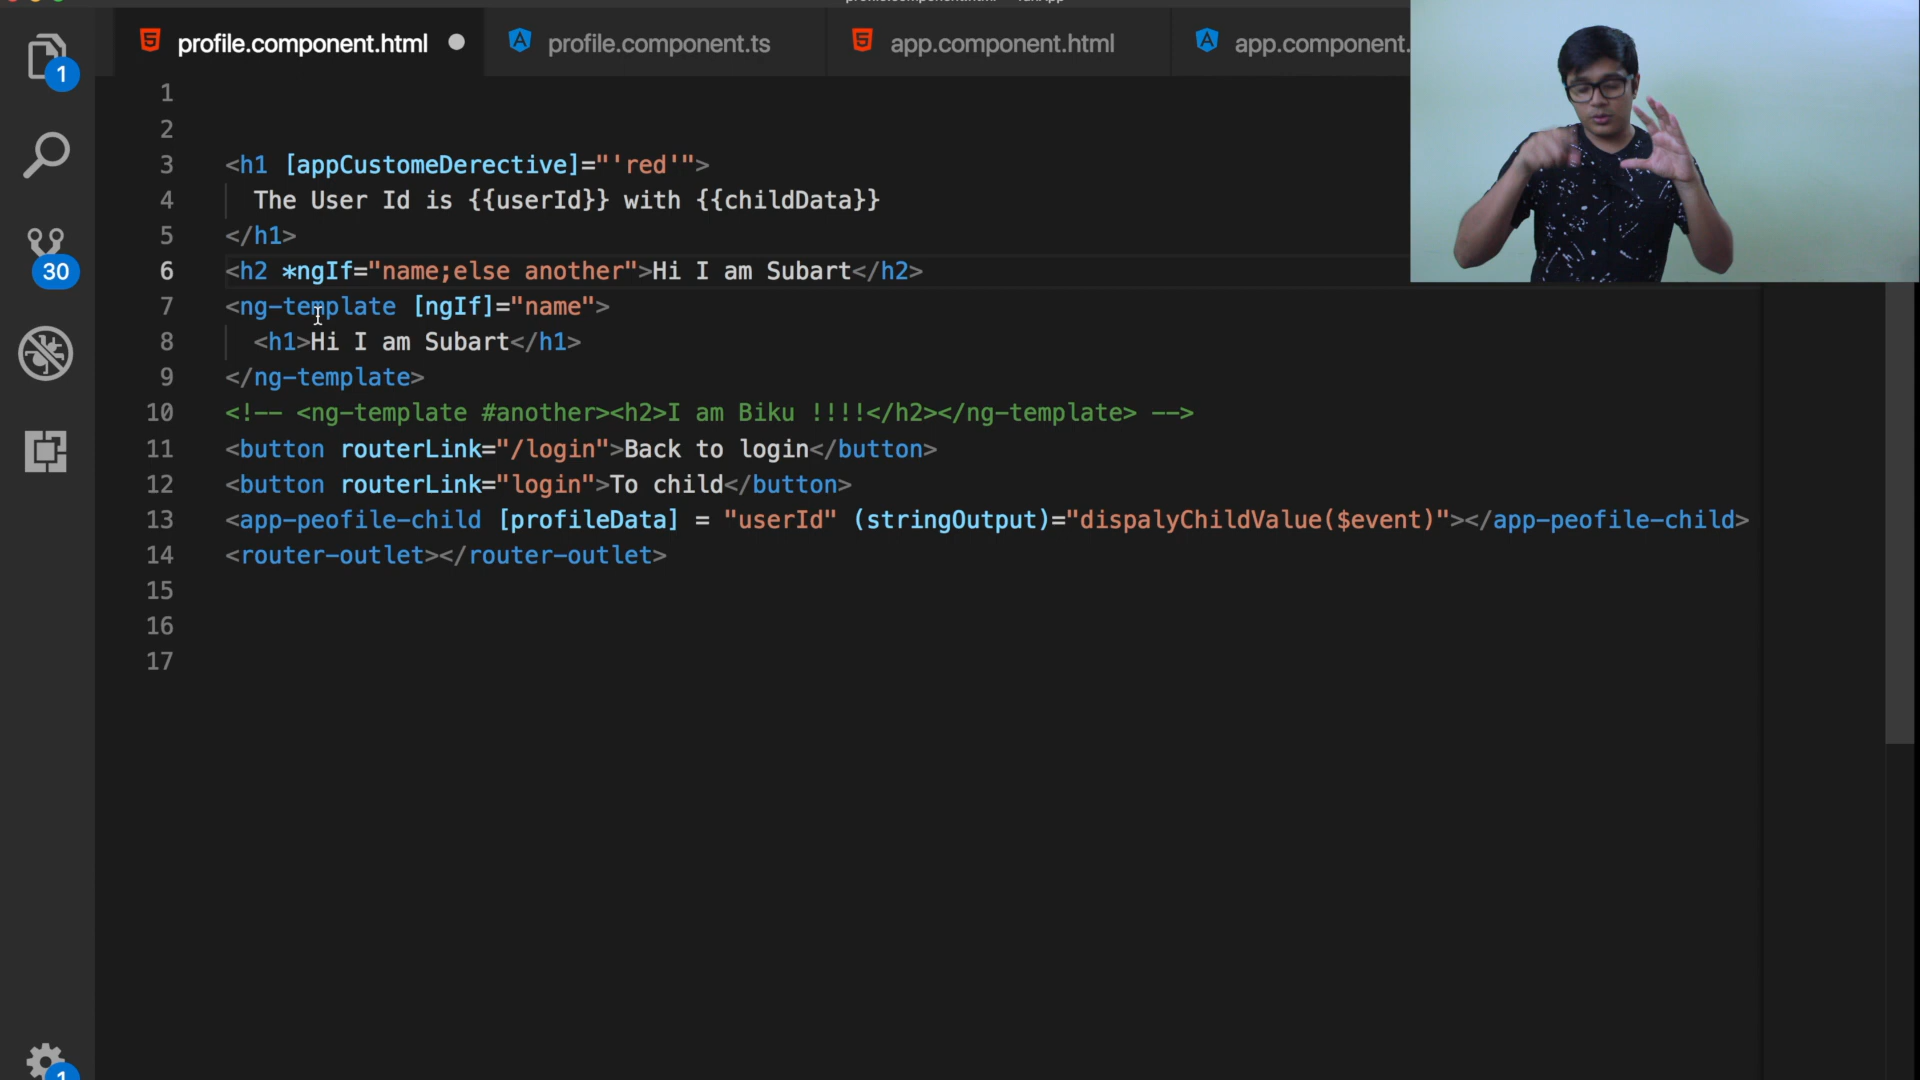 profile.component.html
profile.component.ts
app.component.html
app.component.
1
30
1
1
2
3 <h1 [appCustomeDerective]="'red'">
4 The User Id is {{userId}} with {{childData}}
5 </h1>
6 <h2 *ngIf="name;else another">Hi I am Subart</h2>
7 <ng-template [ngIf]="name">
8 <h1>Hi I am Subart</h1>
9 </ng-template>
10 <!-- <ng-template #another><h2>I am Biku !!!!</h2></ng-template> -->
11 <button routerLink="/login">Back to login</button>
12 <button routerLink="login">To child</button>
13 <app-peofile-child [profileData] = "userId" (stringOutput)="dispalyChildValue($event)"></app-peofile-child>
14 <router-outlet></router-outlet>
15
16
17